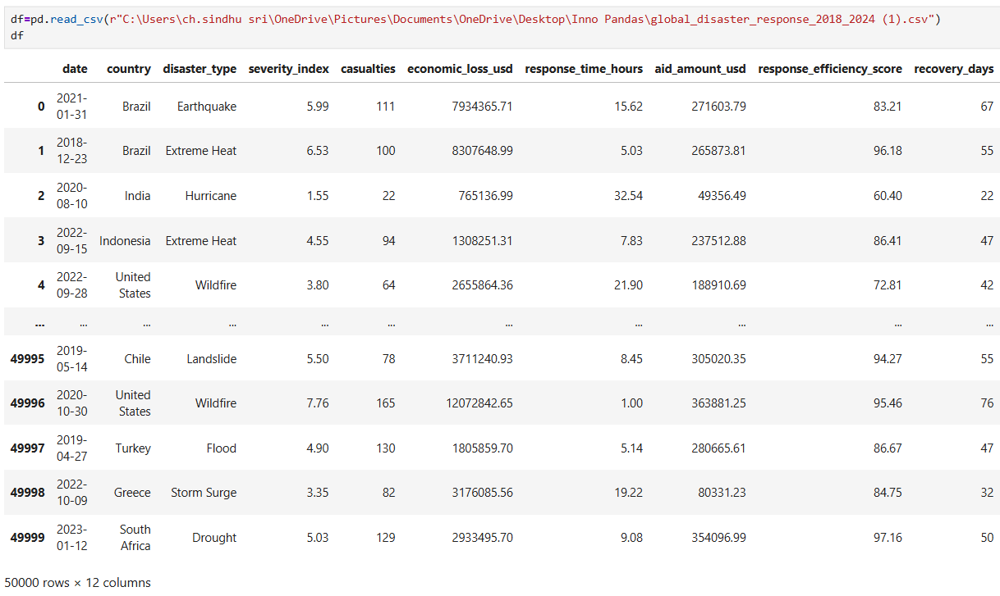 df=pd.read_csv(r"C:\Users\ch.sindhu sri\OneDrive\Pictures\Documents\OneDrive\Desktop\Inno Pandas\global_disaster_response_2018_2024 (1).csv")
df
date country disaster_type severity_index casualties economic_loss_usd response_time_hours aid_amount_usd response_efficiency_score recovery_days
0 2021-01-31 Brazil Earthquake 5.99 111 7934365.71 15.62 271603.79 83.21 67
1 2018-12-23 Brazil Extreme Heat 6.53 100 8307648.99 5.03 265873.81 96.18 55
2 2020-08-10 India Hurricane 1.55 22 765136.99 32.54 49356.49 60.40 22
3 2022-09-15 Indonesia Extreme Heat 4.55 94 1308251.31 7.83 237512.88 86.41 47
4 2022-09-28 United States Wildfire 3.80 64 2655864.36 21.90 188910.69 72.81 42
... ... ... ... ... ... ... ... ... ... ...
49995 2019-05-14 Chile Landslide 5.50 78 3711240.93 8.45 305020.35 94.27 55
49996 2020-10-30 United States Wildfire 7.76 165 12072842.65 1.00 363881.25 95.46 76
49997 2019-04-27 Turkey Flood 4.90 130 1805859.70 5.14 280665.61 86.67 47
49998 2022-10-09 Greece Storm Surge 3.35 82 3176085.56 19.22 80331.23 84.75 32
49999 2023-01-12 South Africa Drought 5.03 129 2933495.70 9.08 354096.99 97.16 50
50000 rows × 12 columns